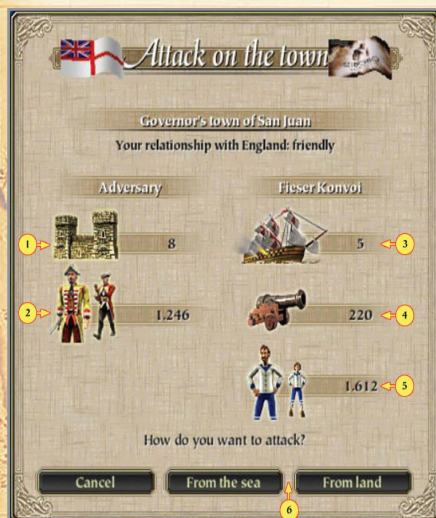 Attack on the town
Governor's town of San Juan
Your relationship with England: friendly
Adversary
Fieser Konvoi
1
8
5
3
2
1.246
220
4
1.612
5
How do you want to attack?
Cancel
From the sea
From land
6